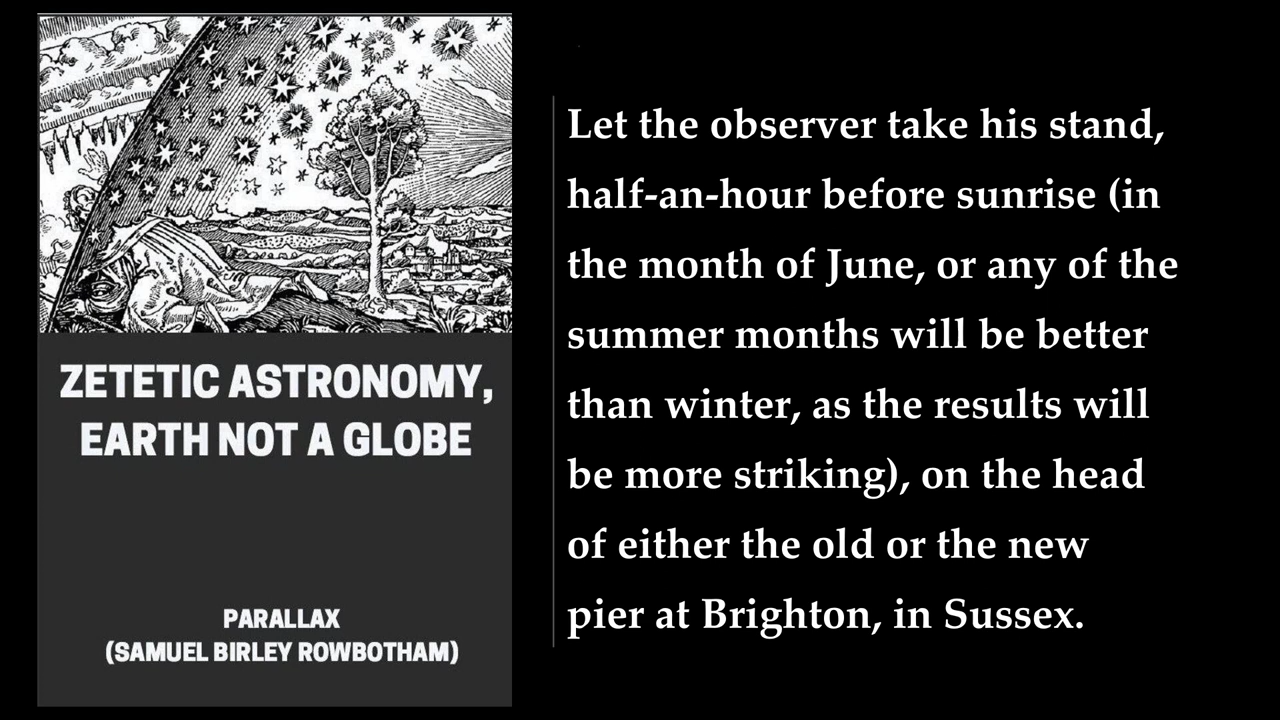 ZETETIC ASTRONOMY,
EARTH NOT A GLOBE
PARALLAX
(SAMUEL BIRLEY ROWBOTHAM)
Let the observer take his stand,
half-an-hour before sunrise (in
the month of June, or any of the
summer months will be better
than winter, as the results will
be more striking), on the head
of either the old or the new
pier at Brighton, in Sussex.